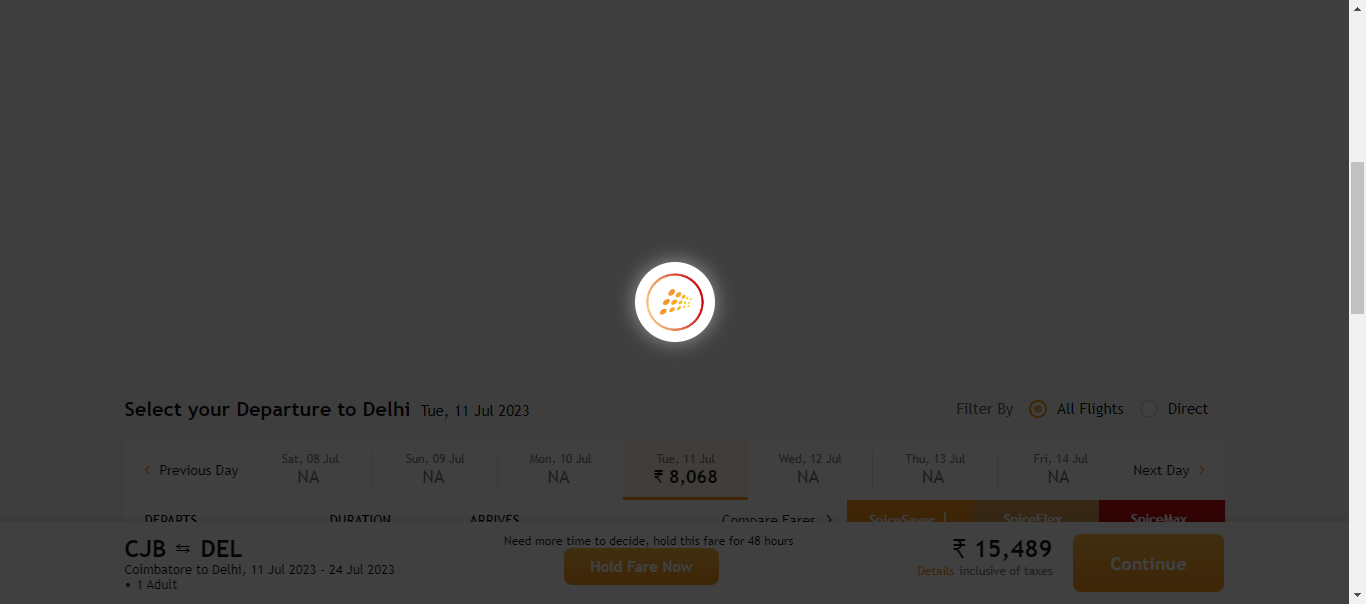 Select your Departure to Delhi Tue, 11 Jul 2023
Filter By All Flights Direct
Previous Day
Sat, 08 Jul
NA
Sun, 09 Jul
NA
Mon, 10 Jul
NA
Tue, 11 Jul
₹ 8,068
Wed, 12 Jul
NA
Thu, 13 Jul
NA
Fri, 14 Jul
NA
Next Day
DEPARTS DURATION ARRIVES Compare Fares SpiceSaver SpiceFlex SpiceMax
CJB ⇆ DEL
Coimbatore to Delhi, 11 Jul 2023 - 24 Jul 2023
• 1 Adult
Need more time to decide, hold this fare for 48 hours
Hold Fare Now
₹ 15,489
Details inclusive of taxes
Continue